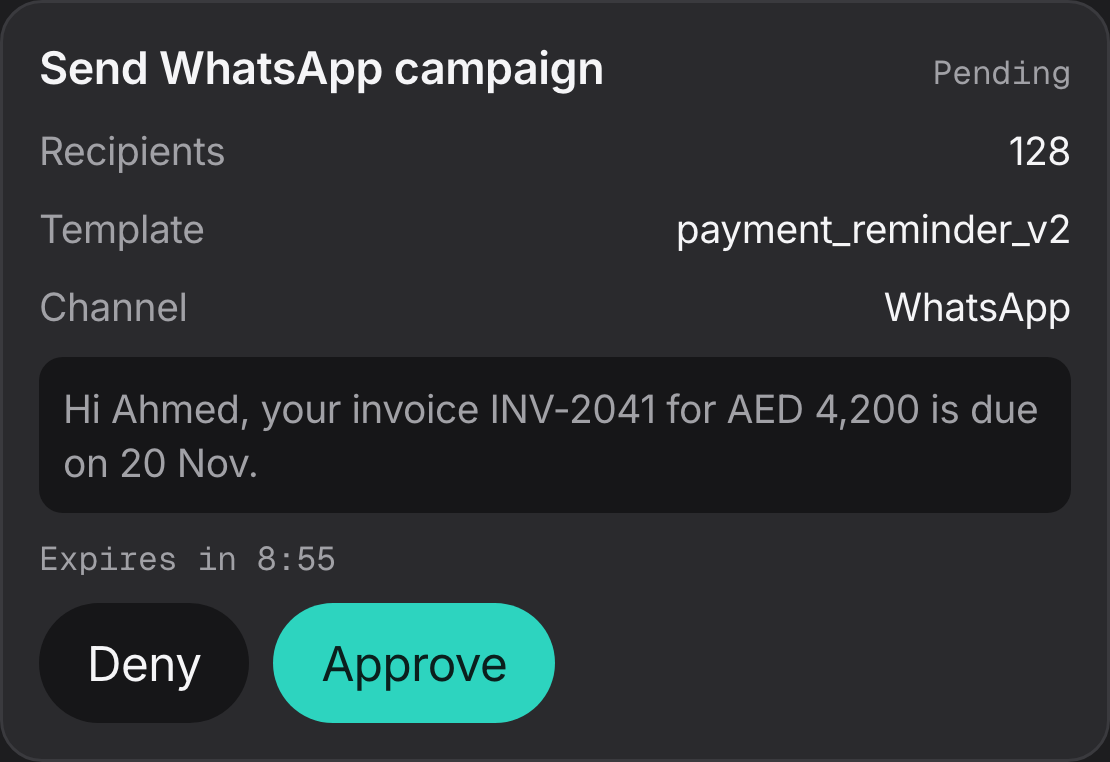 Send WhatsApp campaign
Pending
Recipients
128
Template
payment_reminder_v2
Channel
WhatsApp
Hi Ahmed, your invoice INV-2041 for AED 4,200 is due
on 20 Nov.
Expires in 8:55
Deny
Approve